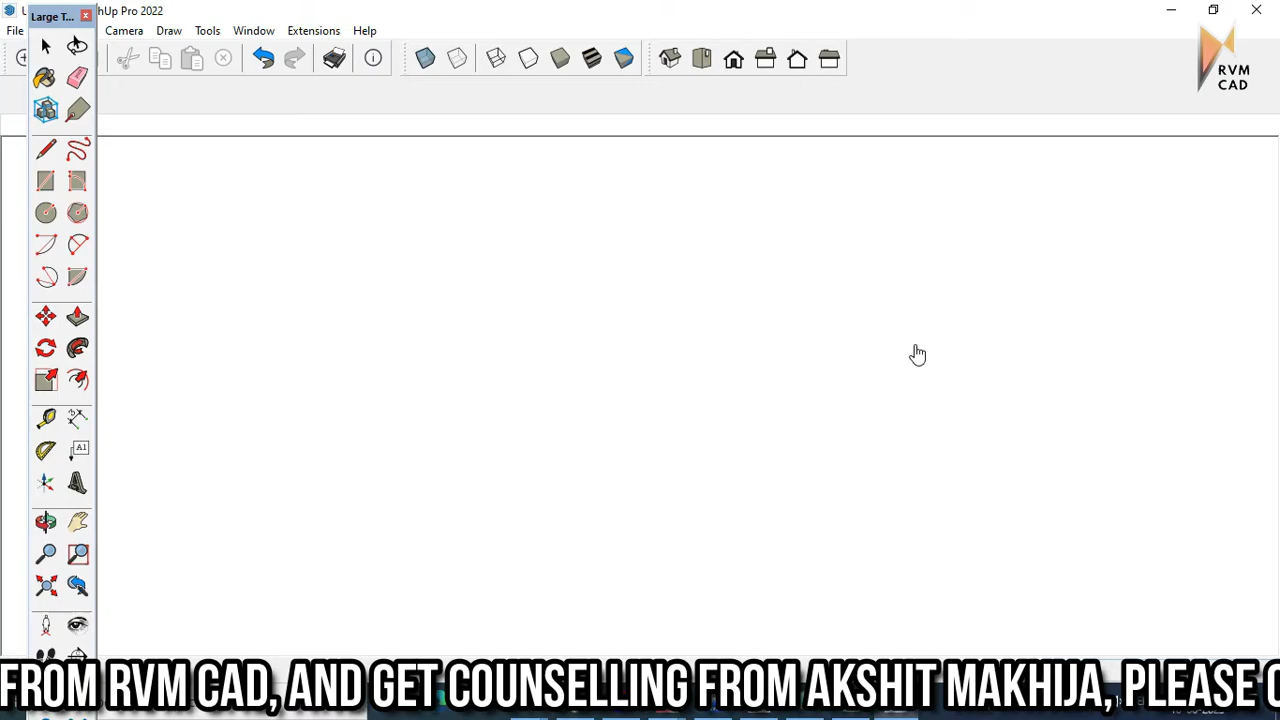 Large T...
hUp Pro 2022
File
Camera
Draw
Tools
Window
Extensions
Help
RVM
CAD
A1
FROM RVM CAD, AND GET COUNSELLING FROM AKSHIT MAKHIJA, PLEASE